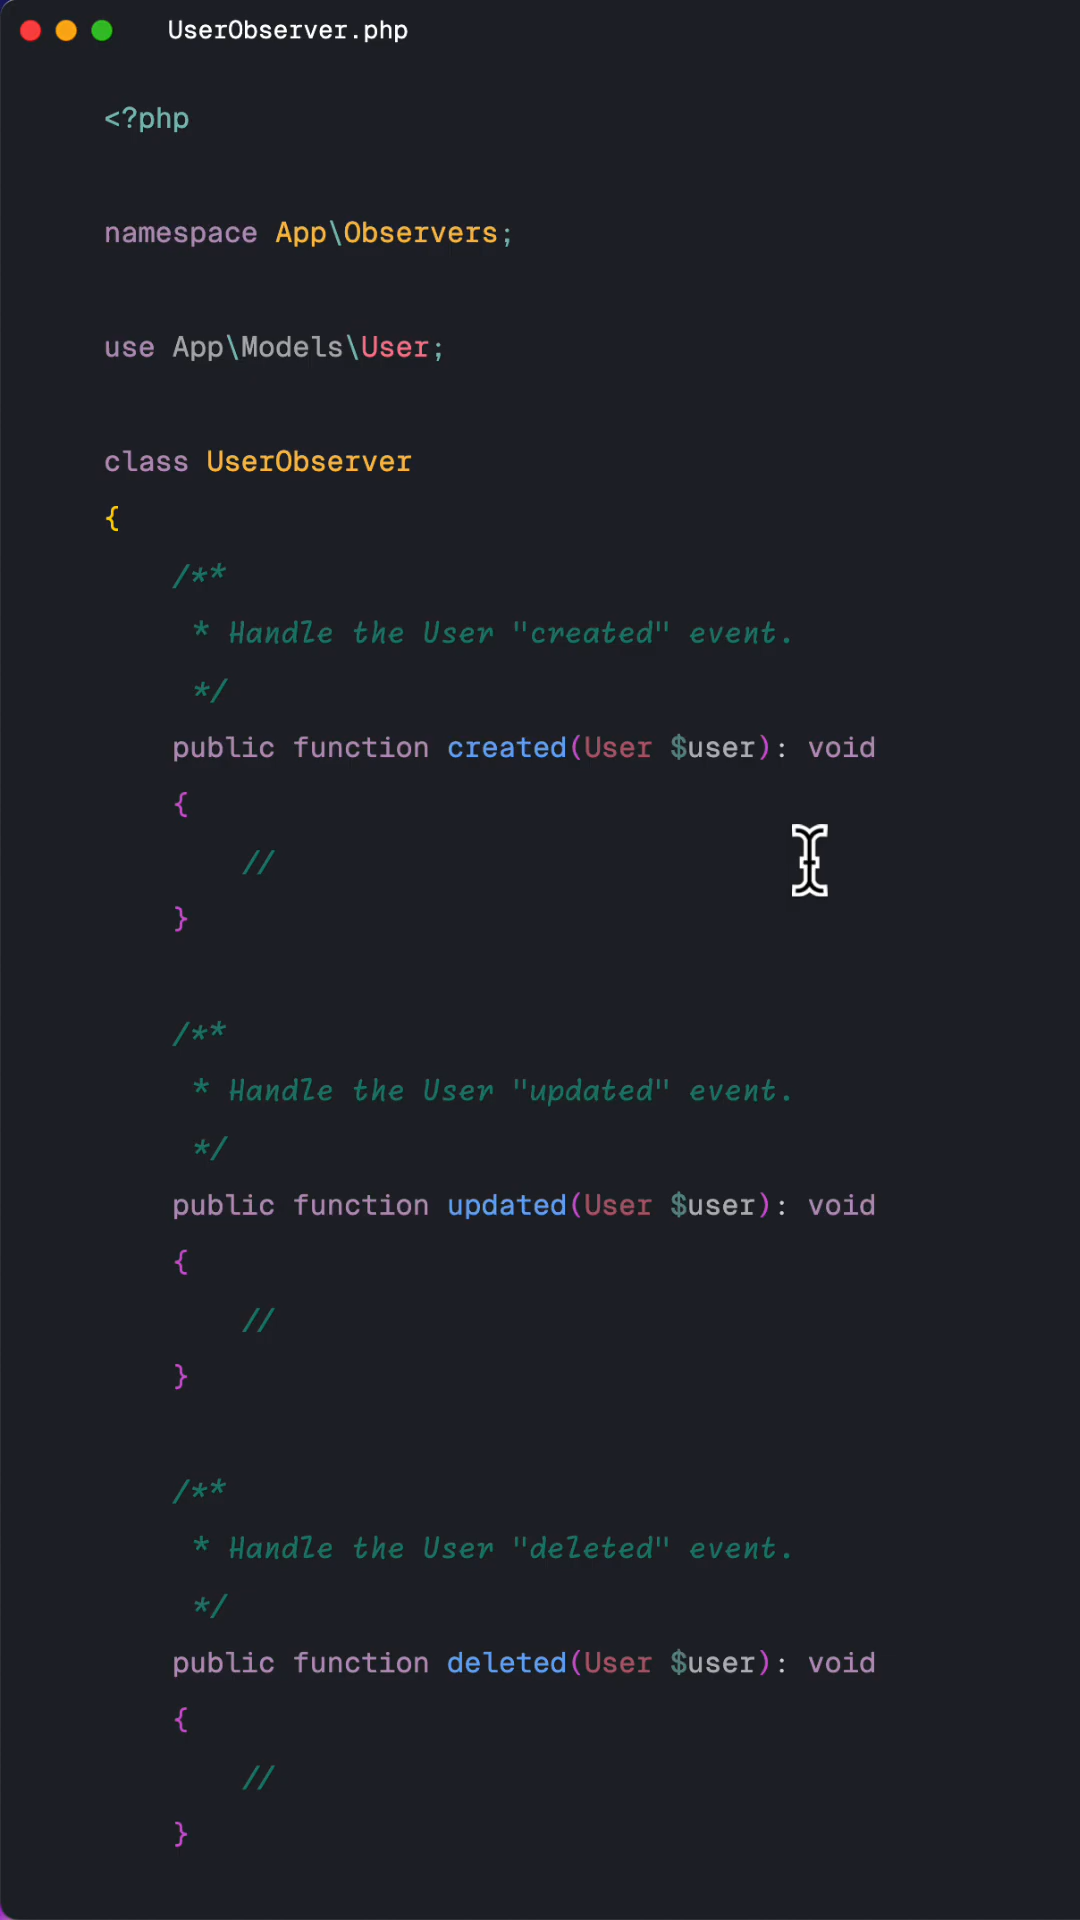 UserObserver.php
<?php
namespace App\Observers;
use App\Models\User;
class UserObserver
{
/**
* Handle the User "created" event.
*/
public function created(User $user): void
{
//
}
/**
* Handle the User "updated" event.
*/
public function updated(User $user): void
{
//
}
/**
* Handle the User "deleted" event.
*/
public function deleted(User $user): void
{
//
}